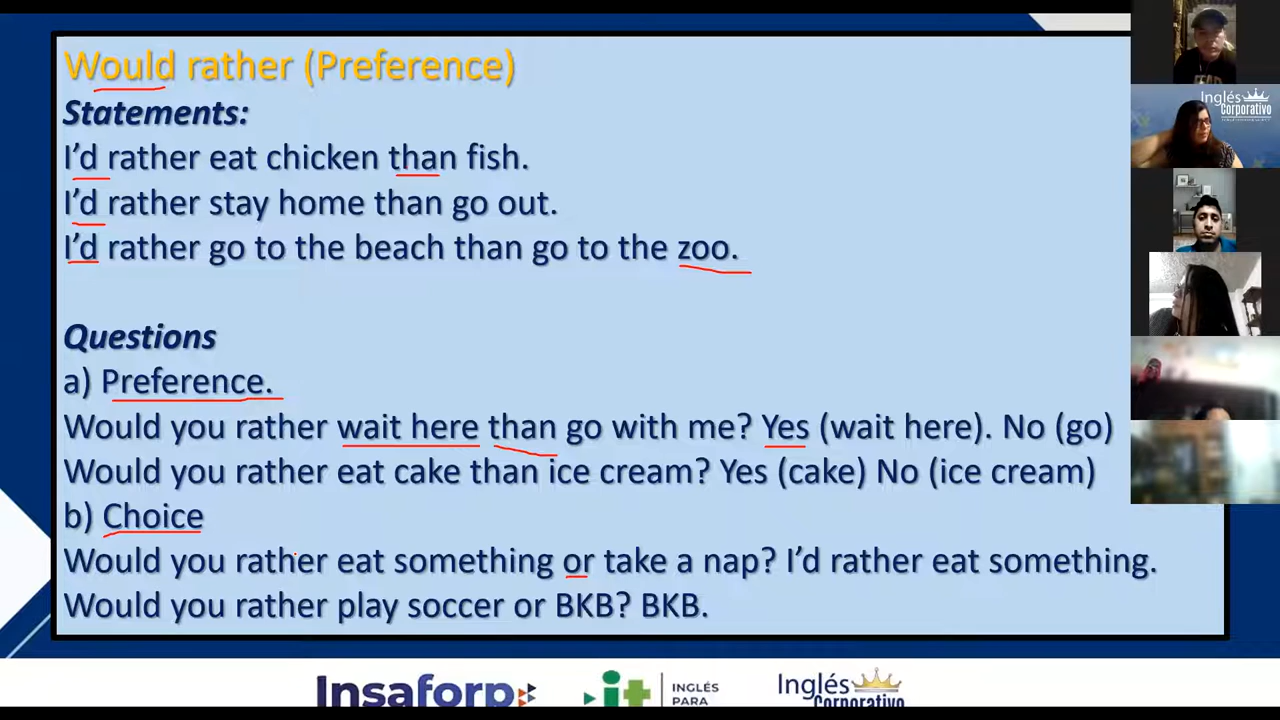 Would rather (Preference)
Statements:
I'd rather eat chicken than fish.
I'd rather stay home than go out.
I'd rather go to the beach than go to the zoo.
Questions
a) Preference.
Would you rather wait here than go with me? Yes (wait here). No (go)
Would you rather eat cake than ice cream? Yes (cake) No (ice cream)
b) Choice
Would you rather eat something or take a nap? I'd rather eat something.
Would you rather play soccer or BKB? BKB.
Inglés
Corporativo
Insaforp
it
INGLÉS
PARA
Inglés
Corporativo